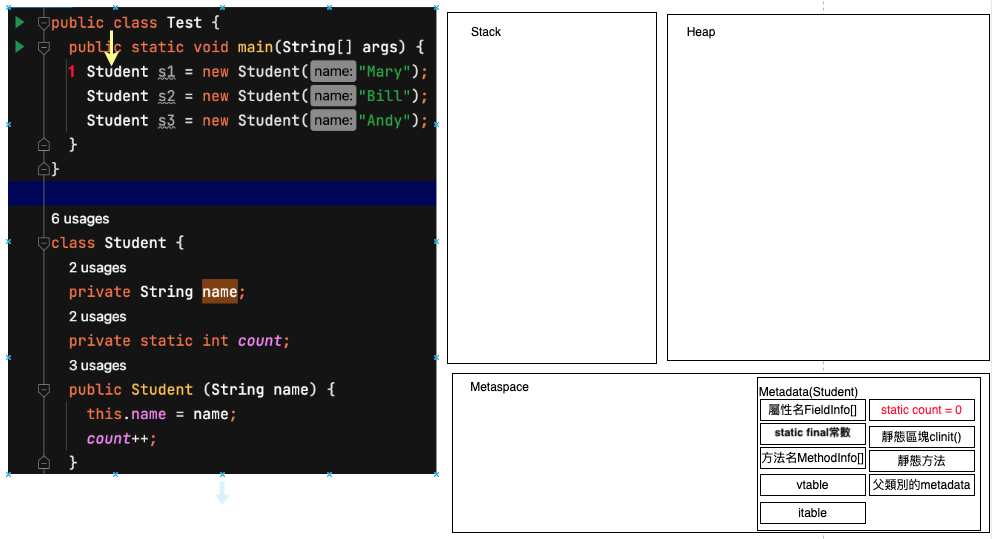 public class Test {
public static void main(String[] args) {
1 Student s1 = new Student( name: "Mary");
Student s2 = new Student( name: "Bill");
Student s3 = new Student( name: "Andy");
}
}
6 usages
class Student {
2 usages
private String name;
2 usages
private static int count;
3 usages
public Student (String name) {
this.name = name;
count++;
}
Stack
Heap
Metaspace
Metadata(Student)
屬性名FieldInfo[]
static count = 0
static final常數
靜態區塊clinit()
方法名MethodInfo[]
靜態方法
vtable
父類別的metadata
itable